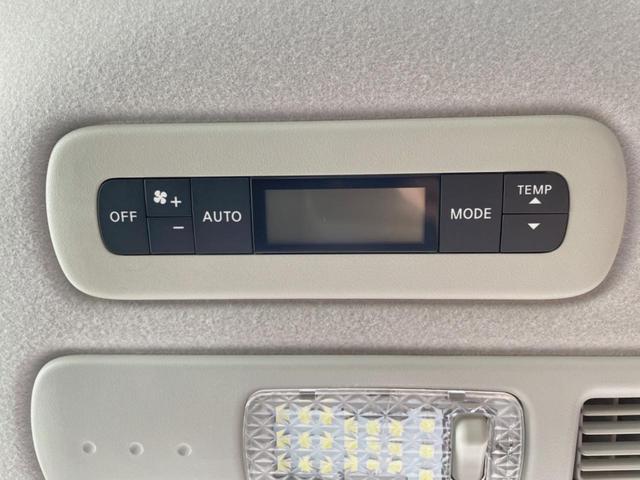 OFF
+
-
AUTO
MODE
TEMP